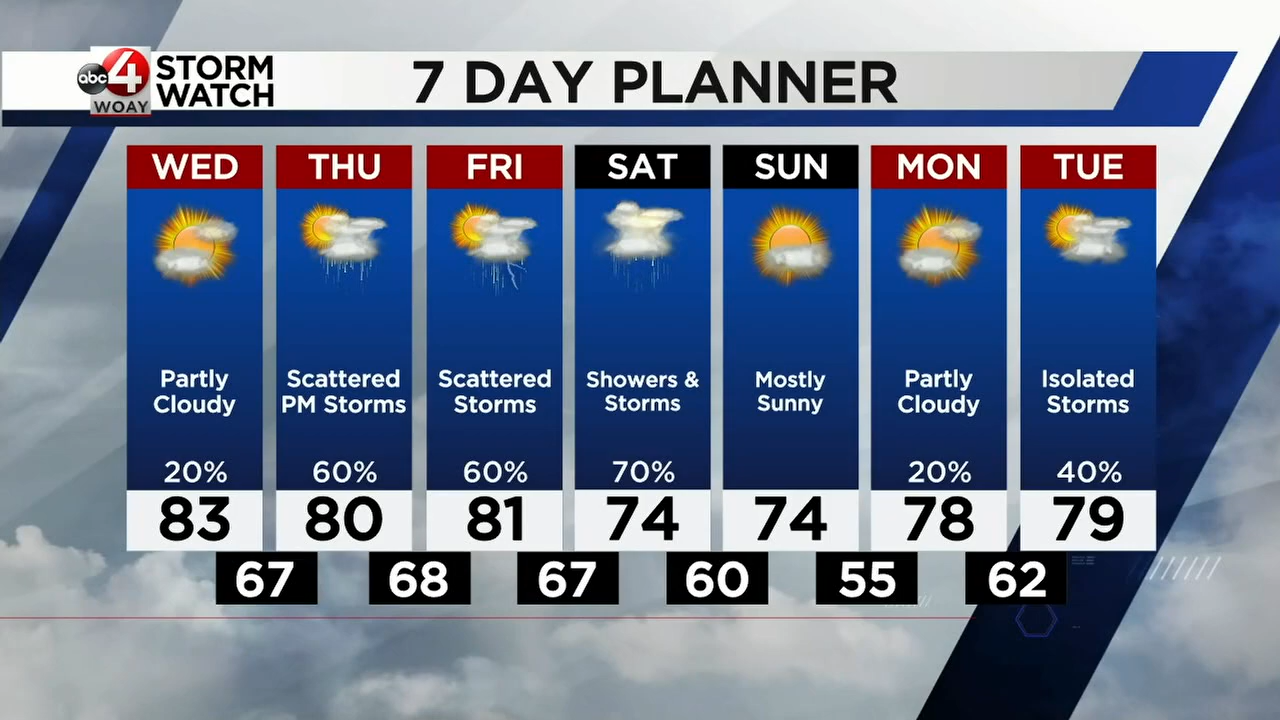 abc 4 WOAY
STORM
WATCH
7 DAY PLANNER
WED
Partly
Cloudy
20%
83
THU
Scattered
PM Storms
60%
80
FRI
Scattered
Storms
60%
81
SAT
Showers &
Storms
70%
74
SUN
Mostly
Sunny
74
MON
Partly
Cloudy
20%
78
TUE
Isolated
Storms
40%
79
67
68
67
60
55
62